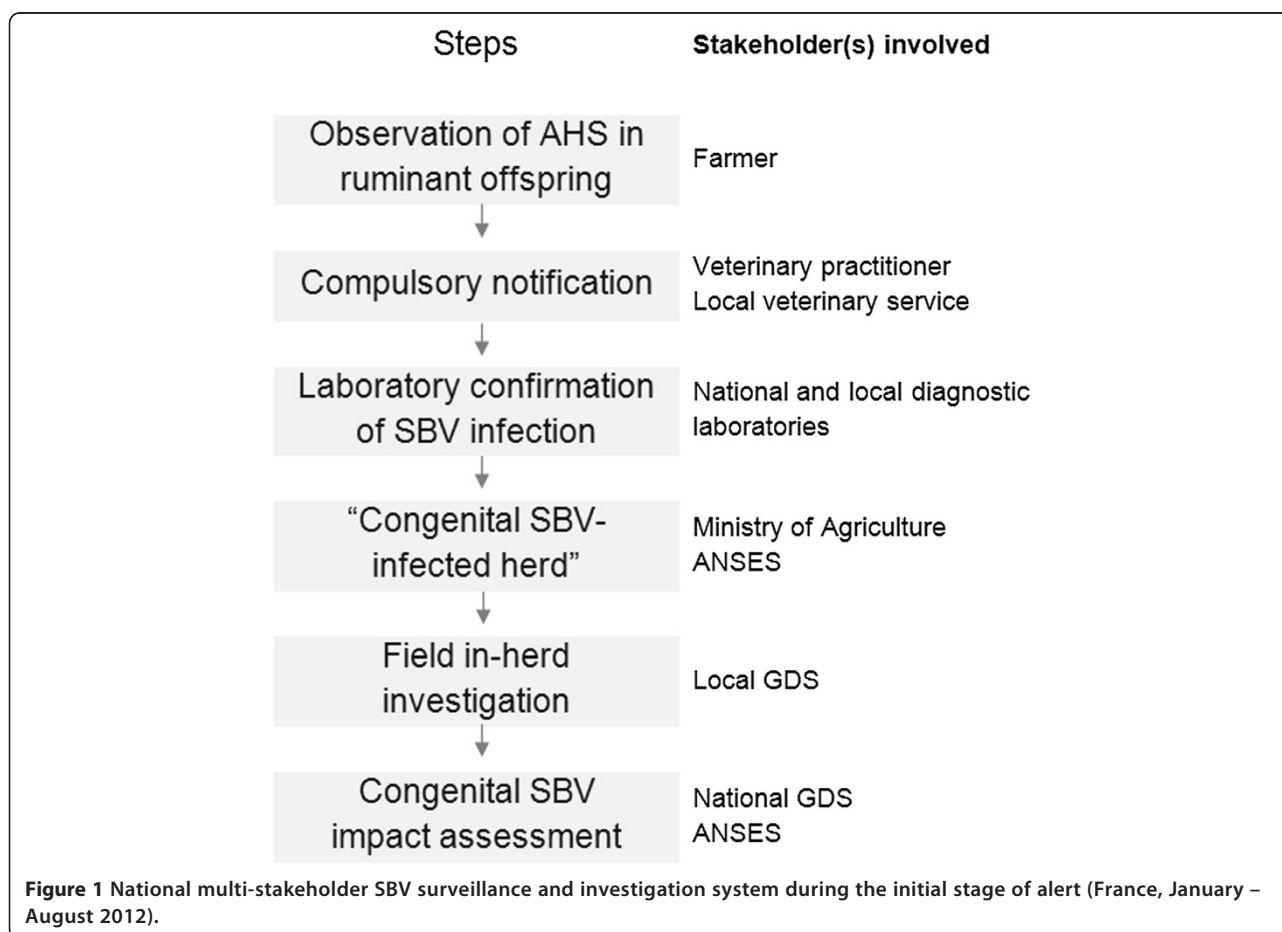 Steps
Stakeholder(s) involved
Observation of AHS in
ruminant offspring
Farmer
Compulsory notification
Veterinary practitioner
Local veterinary service
Laboratory confirmation
of SBV infection
National and local diagnostic
laboratories
“Congenital SBV-
infected herd”
Ministry of Agriculture
ANSES
Field in-herd
investigation
Local GDS
Congenital SBV
impact assessment
National GDS
ANSES
Figure 1 National multi-stakeholder SBV surveillance and investigation system during the initial stage of alert (France, January –
August 2012).